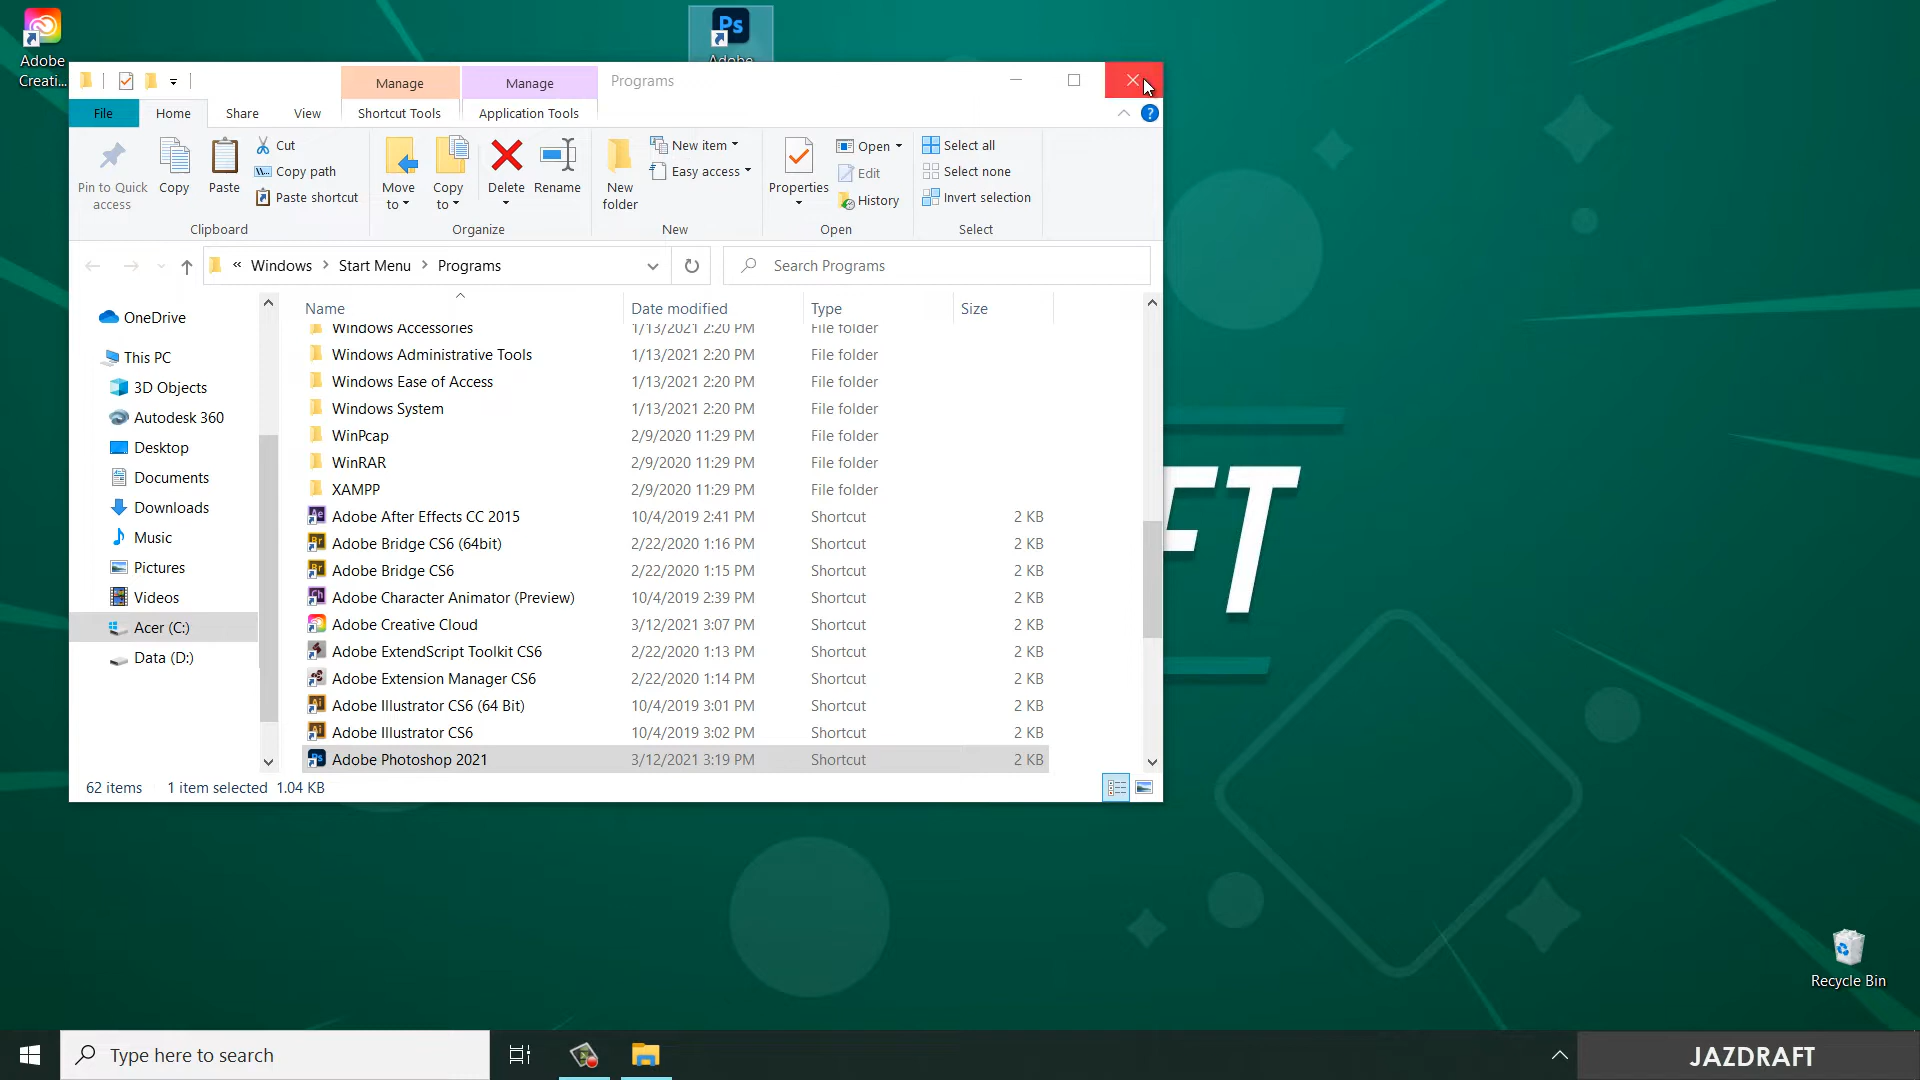 Adobe
Creati...
Ps
Adobe
Manage
Manage
Programs
File
Home
Share
View
Shortcut Tools
Application Tools
Pin to Quick
access
Copy
Paste
Cut
Copy path
Paste shortcut
Clipboard
Move
to
Copy
to
Delete
Rename
Organize
New
folder
New item
Easy access
New
Properties
Open
Edit
History
Open
Select all
Select none
Invert selection
Select
« Windows > Start Menu > Programs
Search Programs
OneDrive
This PC
3D Objects
Autodesk 360
Desktop
Documents
Downloads
Music
Pictures
Videos
Acer (C:)
Data (D:)
Name Date modified Type Size
Windows Accessories 1/13/2021 2:20 PM File folder
Windows Administrative Tools 1/13/2021 2:20 PM File folder
Windows Ease of Access 1/13/2021 2:20 PM File folder
Windows System 1/13/2021 2:20 PM File folder
WinPcap 2/9/2020 11:29 PM File folder
WinRAR 2/9/2020 11:29 PM File folder
XAMPP 2/9/2020 11:29 PM File folder
Adobe After Effects CC 2015 10/4/2019 2:41 PM Shortcut 2 KB
Adobe Bridge CS6 (64bit) 2/22/2020 1:16 PM Shortcut 2 KB
Adobe Bridge CS6 2/22/2020 1:15 PM Shortcut 2 KB
Adobe Character Animator (Preview) 10/4/2019 2:39 PM Shortcut 2 KB
Adobe Creative Cloud 3/12/2021 3:07 PM Shortcut 2 KB
Adobe ExtendScript Toolkit CS6 2/22/2020 1:13 PM Shortcut 2 KB
Adobe Extension Manager CS6 2/22/2020 1:14 PM Shortcut 2 KB
Adobe Illustrator CS6 (64 Bit) 10/4/2019 3:01 PM Shortcut 2 KB
Adobe Illustrator CS6 10/4/2019 3:02 PM Shortcut 2 KB
Adobe Photoshop 2021 3/12/2021 3:19 PM Shortcut 2 KB
62 items 1 item selected 1.04 KB
FT
Recycle Bin
Type here to search
JAZDRAFT